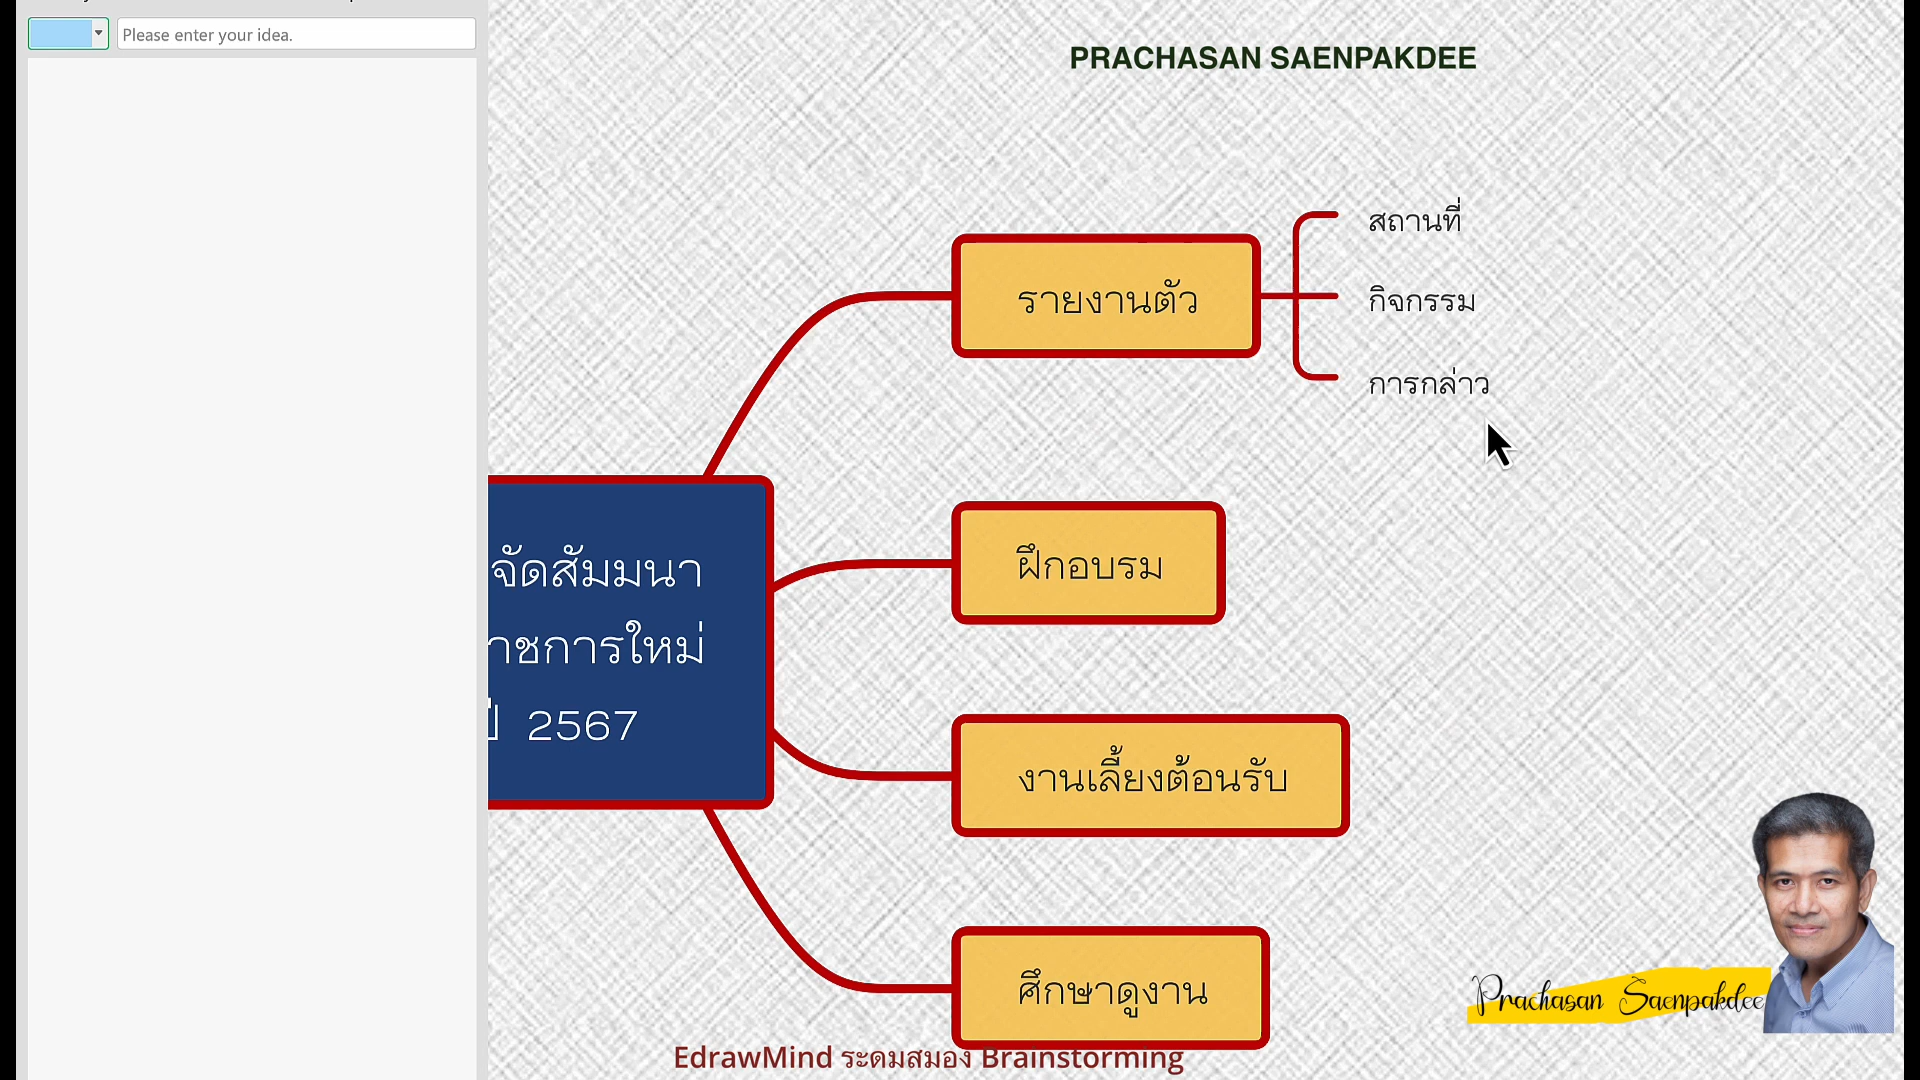 Please enter your idea.
PRACHASAN SAENPAKDEE
สถานที่
รายงานตัว
กิจกรรม
การกล่าว
จัดสัมมนา
าชการใหม่
ปี 2567
ฝึกอบรม
งานเลี้ยงต้อนรับ
ศึกษาดูงาน
Prachasan Saenpakdee
EdrawMind ระดมสมอง Brainstorming